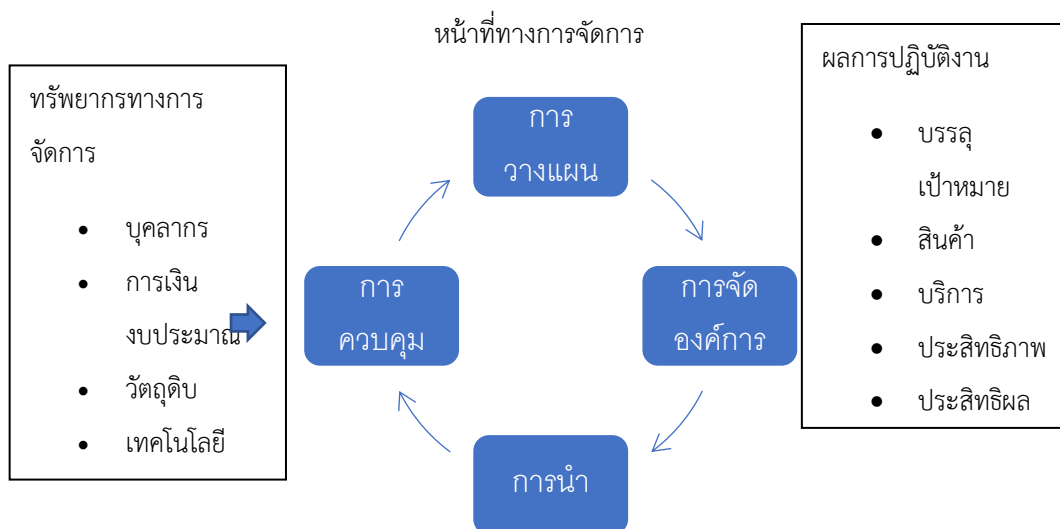 หน้าที่ทางการจัดการ
ทรัพยากรทางการ
จัดการ
• บุคลากร
• การเงิน
งบประมาณ
• วัตถุดิบ
• เทคโนโลยี
การ
วางแผน
การจัด
องค์การ
การนำ
การ
ควบคุม
ผลการปฏิบัติงาน
• บรรลุ
เป้าหมาย
• สินค้า
• บริการ
• ประสิทธิภาพ
• ประสิทธิผล